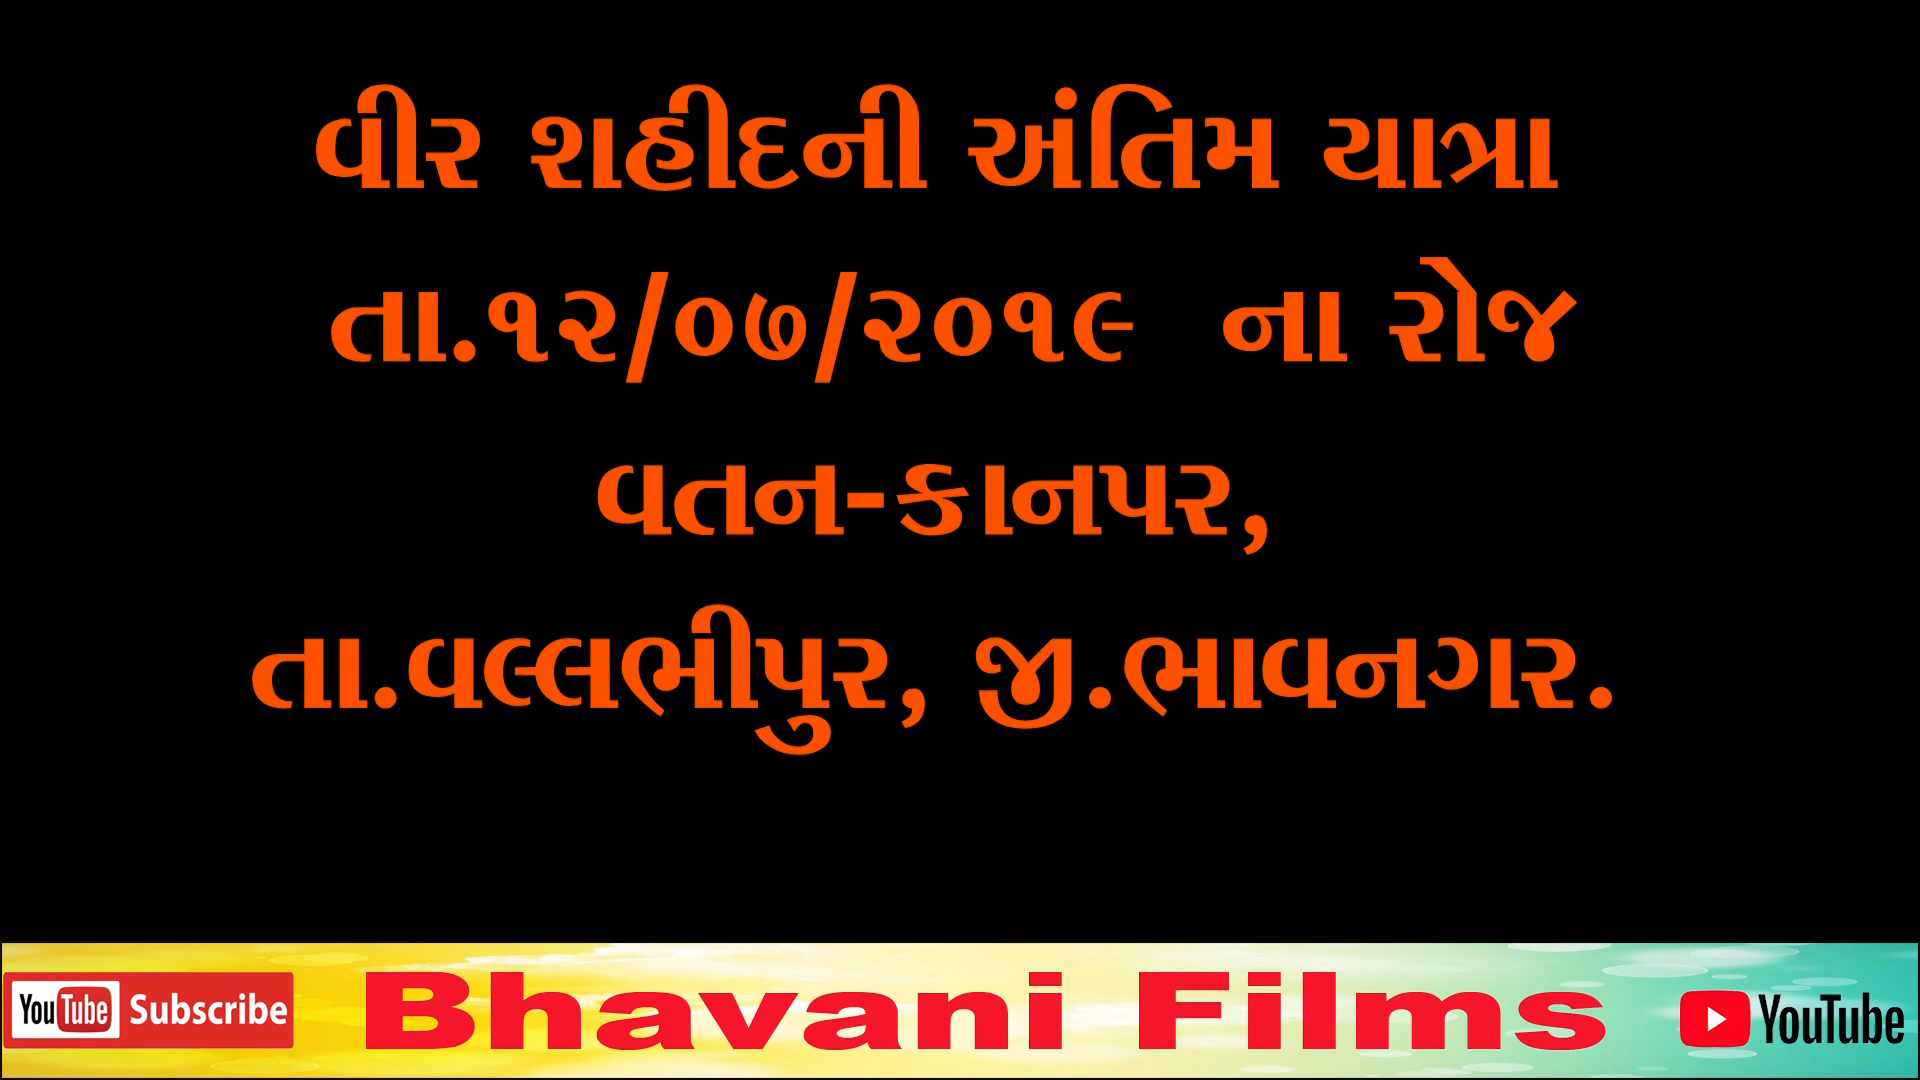 વીર શહીદની અંતિમ યાત્રા
તા.૧૨/૦૭/૨૦૧૯ ના રોજ
વતન-કાનપર,
તા.વલ્લભીપુર, જી.ભાવનગર.
YouTube Subscribe Bhavani Films YouTube